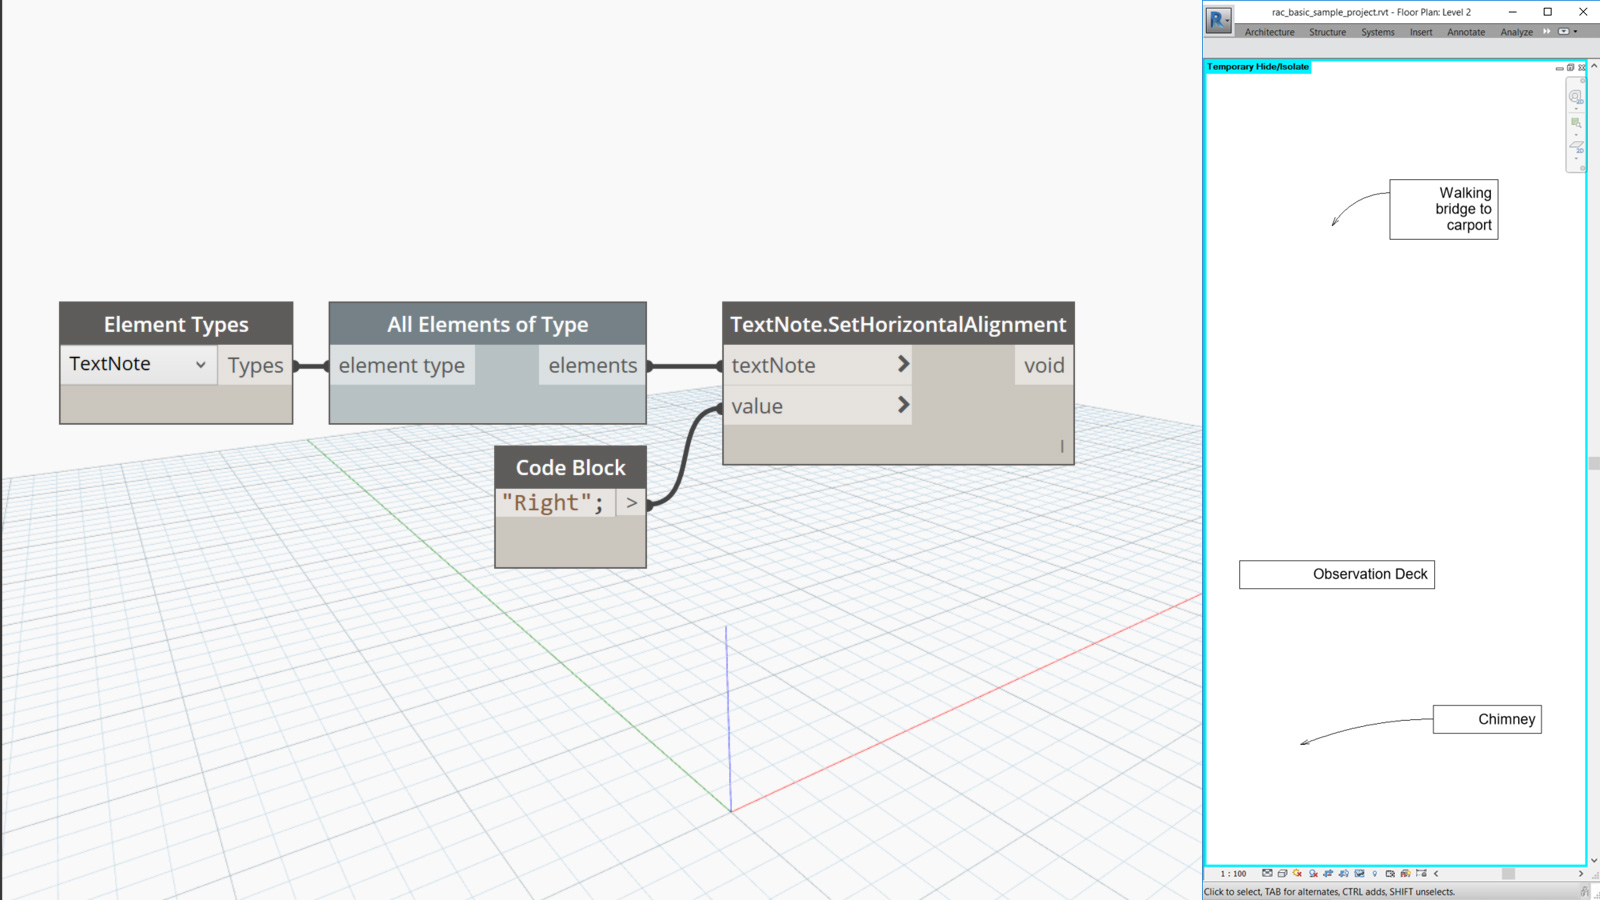 Element Types
TextNote
Types
All Elements of Type
element type
elements
TextNote.SetHorizontalAlignment
textNote
void
value
Code Block
"Right";
>
rac_basic_sample_project.rvt - Floor Plan: Level 2
Architecture Structure Systems Insert Annotate Analyze
Temporary Hide/Isolate
Walking
bridge to
carport
Observation Deck
Chimney
1 : 100
Click to select, TAB for alternates, CTRL adds, SHIFT unselects.